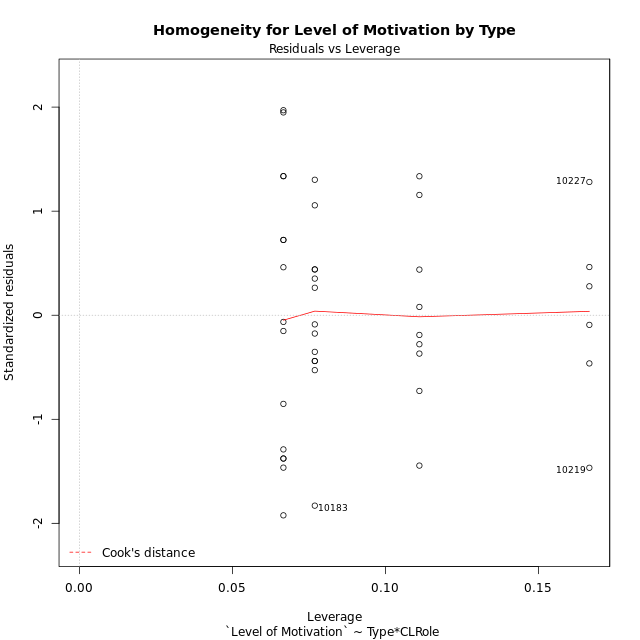 Homogeneity for Level of Motivation by Type
Residuals vs Leverage
Standardized residuals
2
1
0
-1
-2
10227
10219
10183
Cook's distance
0.00 0.05 0.10 0.15
Leverage
`Level of Motivation` ~ Type*CLRole